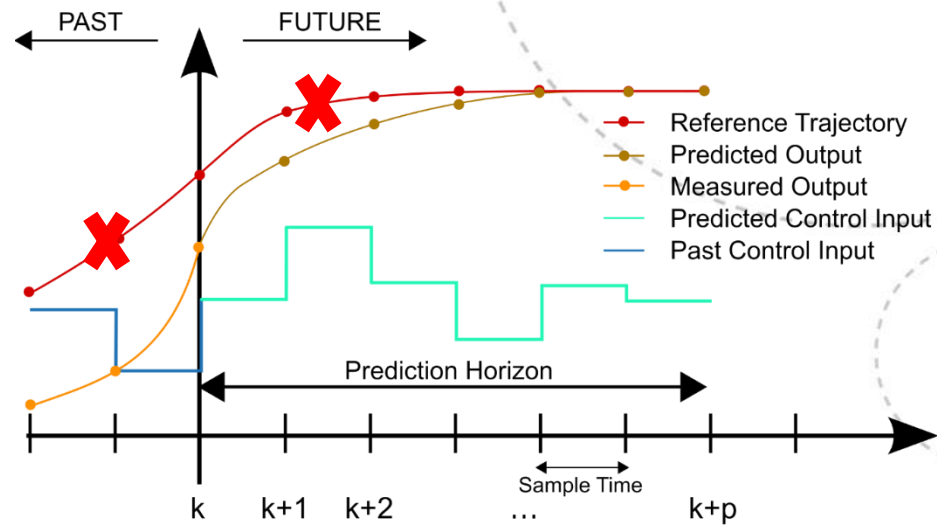 PAST
FUTURE
Reference Trajectory
Predicted Output
Measured Output
Predicted Control Input
Past Control Input
Prediction Horizon
Sample Time
k
k+1
k+2
...
k+p